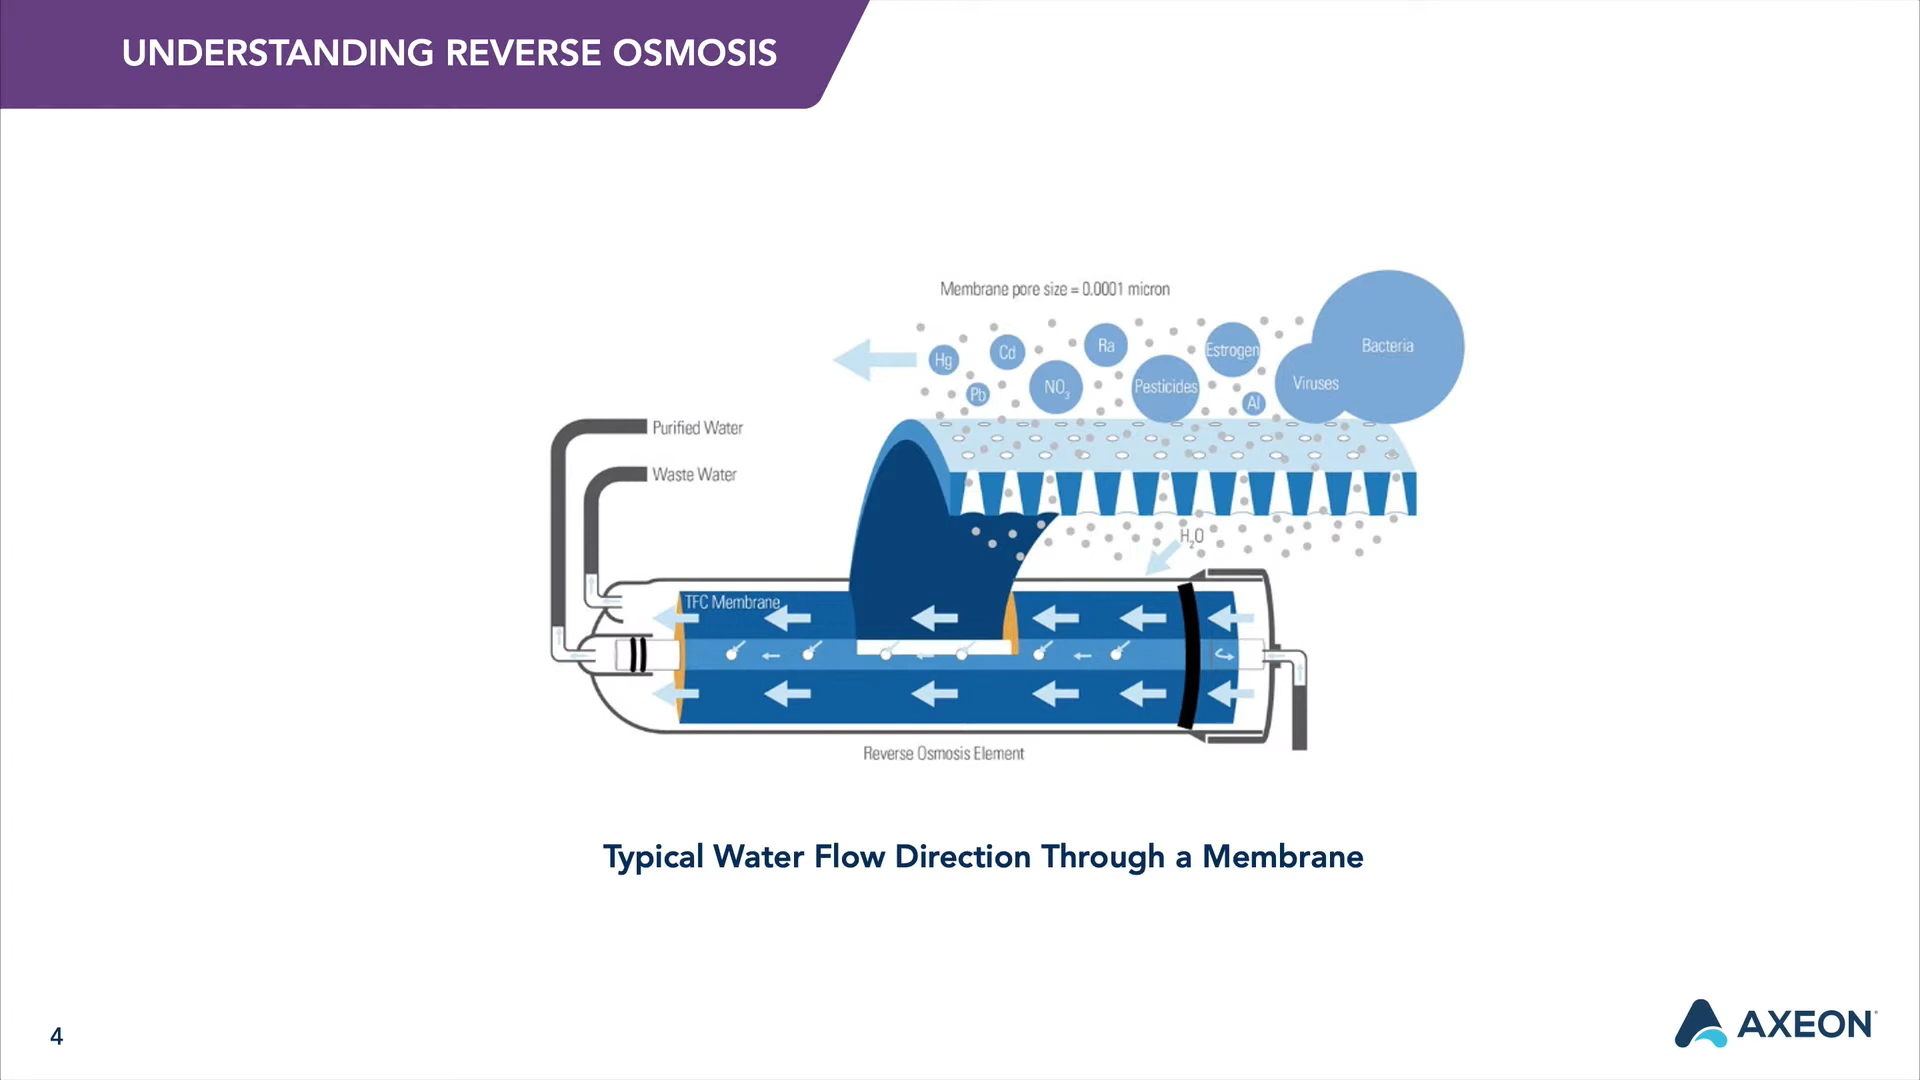 UNDERSTANDING REVERSE OSMOSIS
Membrane pore size = 0.0001 micron
Hg
Cd
Pb
NO3
Ra
Pesticides
Estrogen
Al
Viruses
Bacteria
Purified Water
Waste Water
H2O
TFC Membrane
Reverse Osmosis Element
Typical Water Flow Direction Through a Membrane
4
AXEON